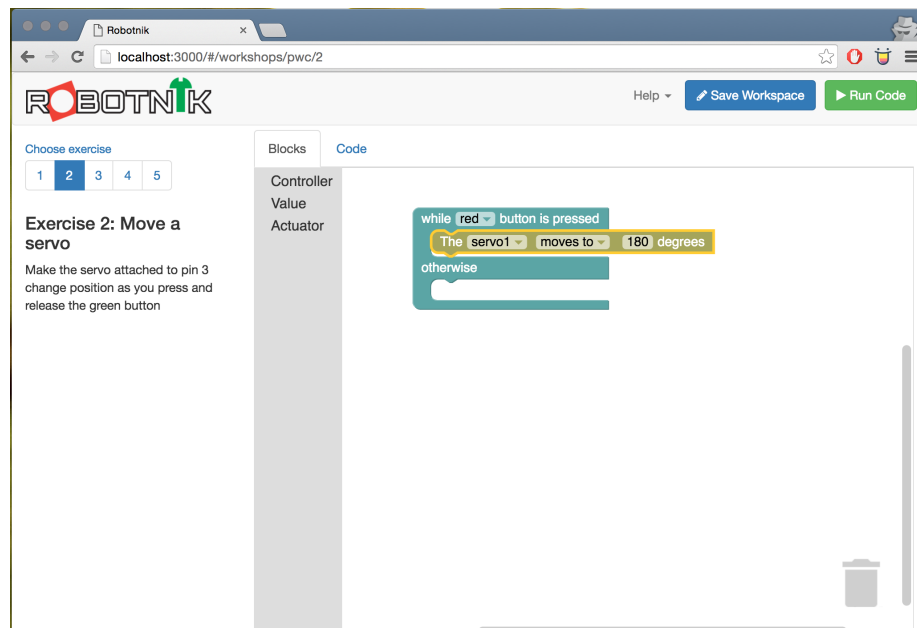 Robotnik
localhost:3000/#/workshops/pwc/2
ROBOTNIK
Help
Save Workspace
Run Code
Choose exercise
1 2 3 4 5
Exercise 2: Move a
servo
Make the servo attached to pin 3
change position as you press and
release the green button
Blocks Code
Controller
Value
Actuator
while red button is pressed
The servo1 moves to 180 degrees
otherwise